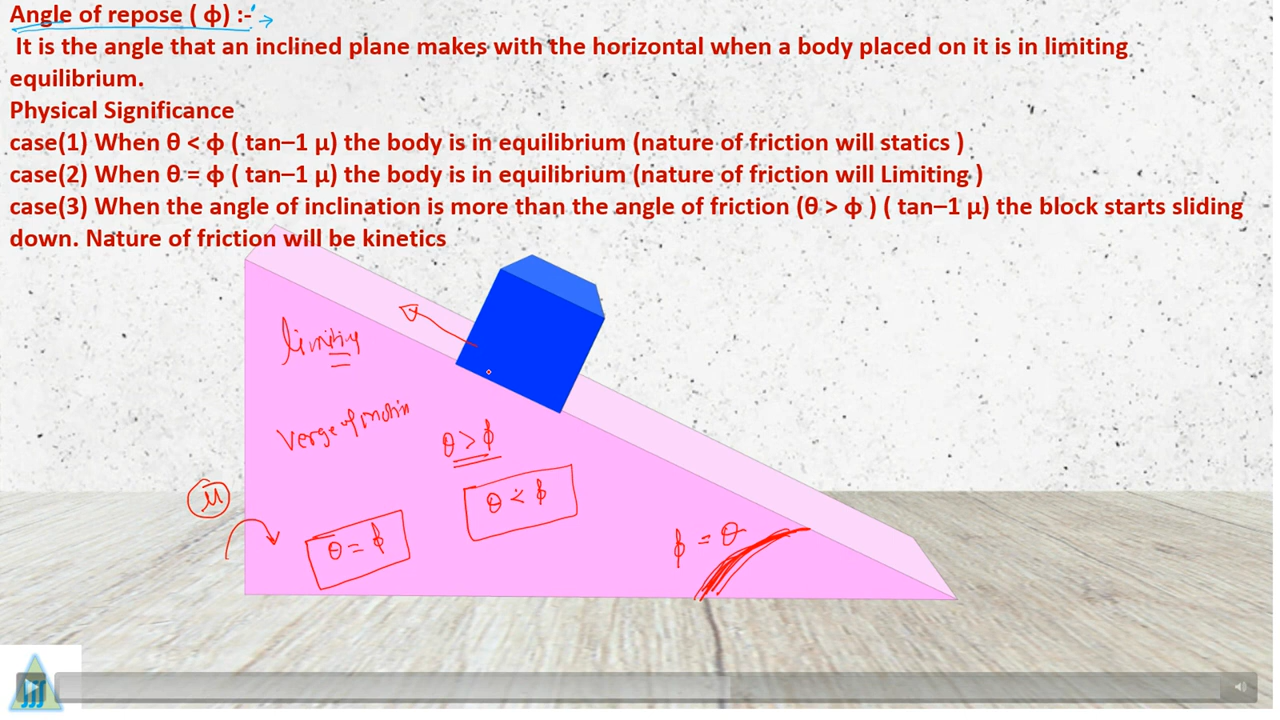 Angle of repose ( ф) :-
It is the angle that an inclined plane makes with the horizontal when a body placed on it is in limiting
equilibrium.
Physical Significance
case(1) When θ < ф ( tan–1 μ) the body is in equilibrium (nature of friction will statics )
case(2) When θ = ф ( tan–1 μ) the body is in equilibrium (nature of friction will Limiting )
case(3) When the angle of inclination is more than the angle of friction (θ > ф ) ( tan–1 μ) the block starts sliding
down. Nature of friction will be kinetics
limiting
Verge of motion
θ > ϕ
θ < ϕ
μ
θ = ϕ
ϕ = θ
JJJ